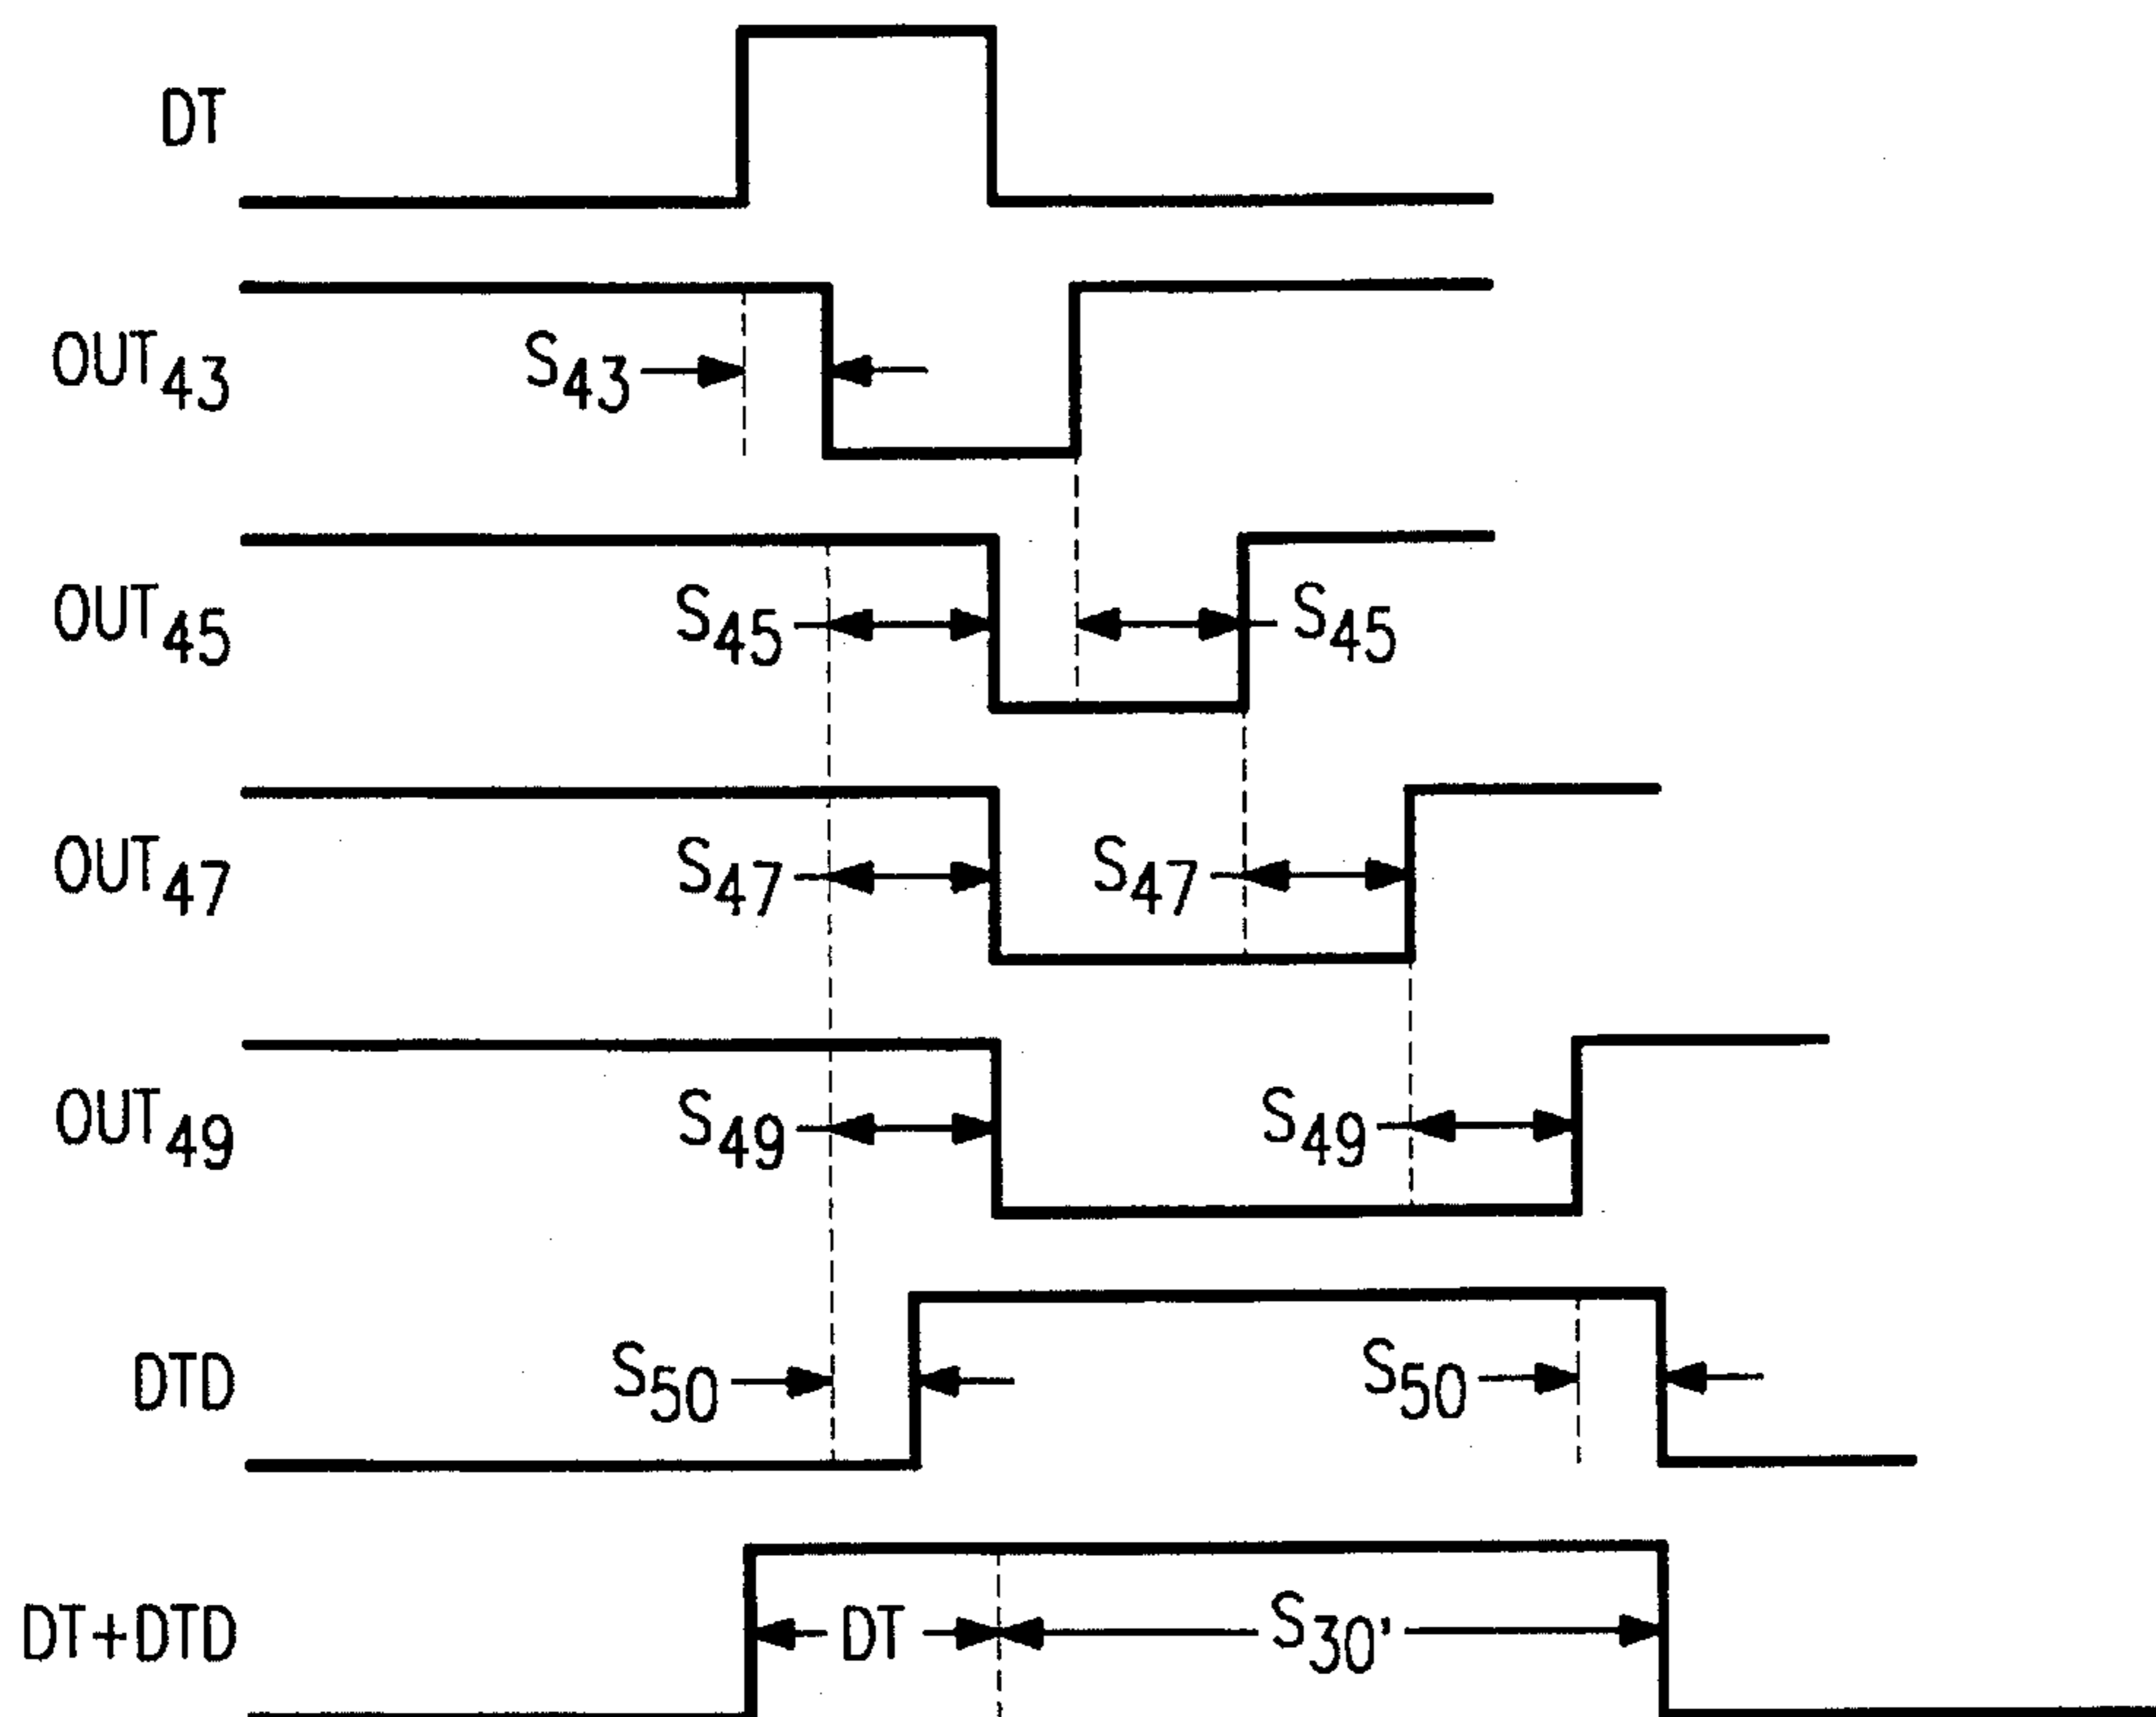 DT
OUT43
S43
OUT45
S45 S45
OUT47
S47 S47
OUT49
S49 S49
DTD
S50 S50
DT+DTD
DT S30'